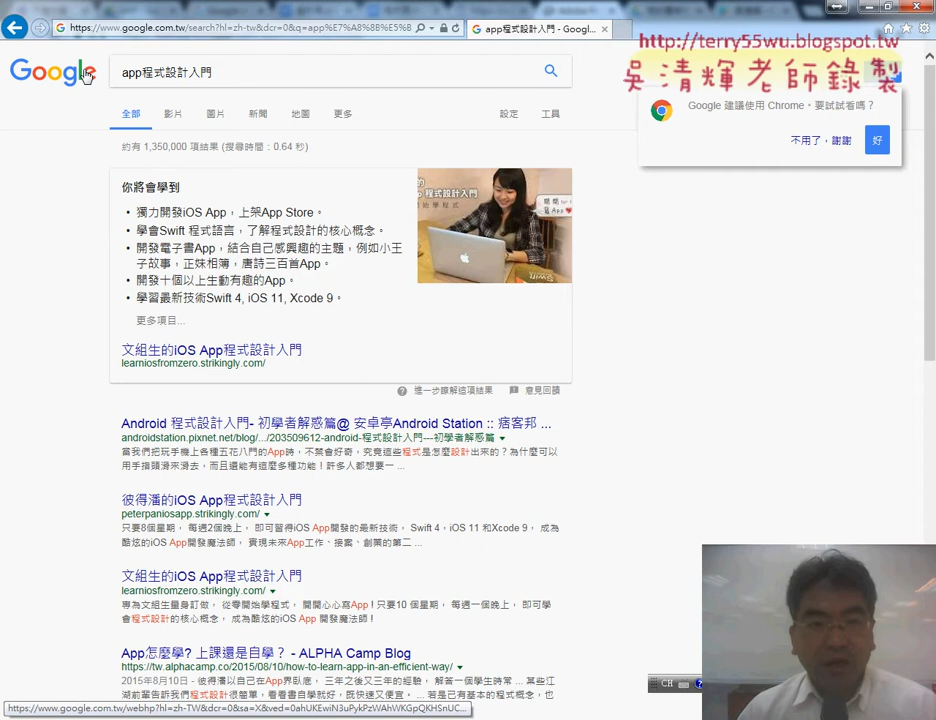 https://www.google.com.tw/search?hl=zh-tw&dcr=0&q=app%E7%A8%8B%E5%B
app程式設計入門 - Googl...
http://terry55wu.blogspot.tw
吳清輝老師錄製
Google
app程式設計入門
Google 建議使用 Chrome。要試試看嗎？
不用了，謝謝
好
全部
影片
圖片
新聞
地圖
更多
設定
工具
約有 1,350,000 項結果 (搜尋時間：0.64 秒)
你將會學到
• 獨力開發iOS App，上架App Store。
• 學會Swift 程式語言，了解程式設計的核心概念。
• 開發電子書App，結合自己感興趣的主題，例如小王
子故事，正妹相簿，唐詩三百首App。
• 開發十個以上生動有趣的App。
• 學習最新技術Swift 4, iOS 11, Xcode 9。
更多項目...
程式設計入門
文組生的iOS App程式設計入門
learniosfromzero.strikingly.com/
進一步瞭解這項結果
意見回饋
Android 程式設計入門- 初學者解惑篇@ 安卓亭Android Station :: 痞客邦 ...
androidstation.pixnet.net/blog/.../203509612-android-程式設計入門---初學者解惑篇
當我們把玩手機上各種五花八門的App時，不禁會好奇，究竟這些程式是怎麼設計出來的？為什麼可以
用手指頭滑來滑去，而且還能有這麼多種功能！許多人都想要一 ...
彼得潘的iOS App程式設計入門
peterpaniosapp.strikingly.com/
只要8個星期， 每週2個晚上， 即可習得iOS App開發的最新技術， Swift 4，iOS 11 和Xcode 9， 成為
酷炫的iOS App開發魔法師， 實現未來App工作、接案、創業的第二 ...
文組生的iOS App程式設計入門
learniosfromzero.strikingly.com/
專為文組生量身訂做， 從零開始學程式， 開開心心寫App ! 只要10 個星期， 每週一個晚上， 即可學
會程式設計的核心概念， 成為酷炫的iOS App 開發魔法師！
App怎麼學? 上課還是自學？ - ALPHA Camp Blog
https://tw.alphacamp.co/2015/08/10/how-to-learn-app-in-an-efficient-way/
2015年8月10日 - 彼得潘以自己在App界臥底， 三年之後又三年的經驗， 解答一個學生時常 ... 某些江
湖前輩告訴我們程式設計很簡單，看看書自學就好，既快速又便宜。 ... 若是已有基本的程式概念，也
CH
https://www.google.com.tw/webhp?hl=zh-TW&dcr=0&sa=X&ved=0ahUKEwiN3uPykPzWAhWKGpQKHSnUC...